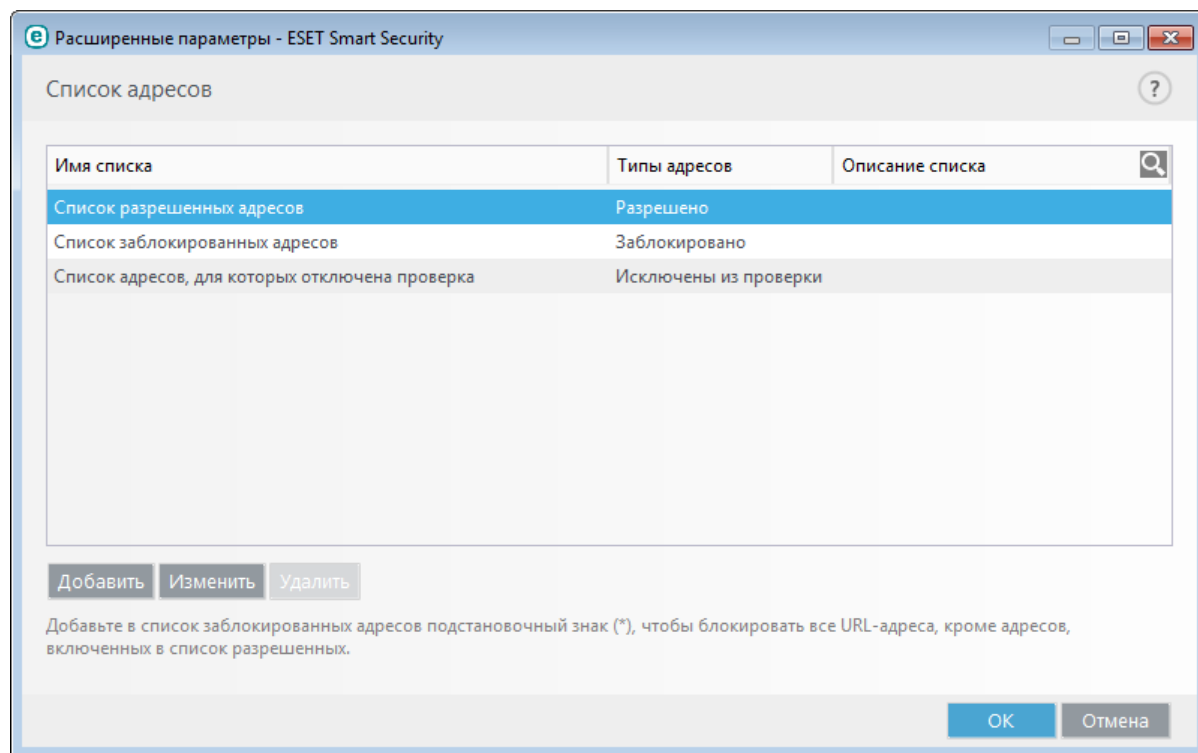 Расширенные параметры - ESET Smart Security
Список адресов
?
Имя списка Типы адресов Описание списка
Список разрешенных адресов Разрешено
Список заблокированных адресов Заблокировано
Список адресов, для которых отключена проверка Исключены из проверки
Добавить Изменить Удалить
Добавьте в список заблокированных адресов подстановочный знак (*), чтобы блокировать все URL-адреса, кроме адресов,
включенных в список разрешенных.
ОК Отмена